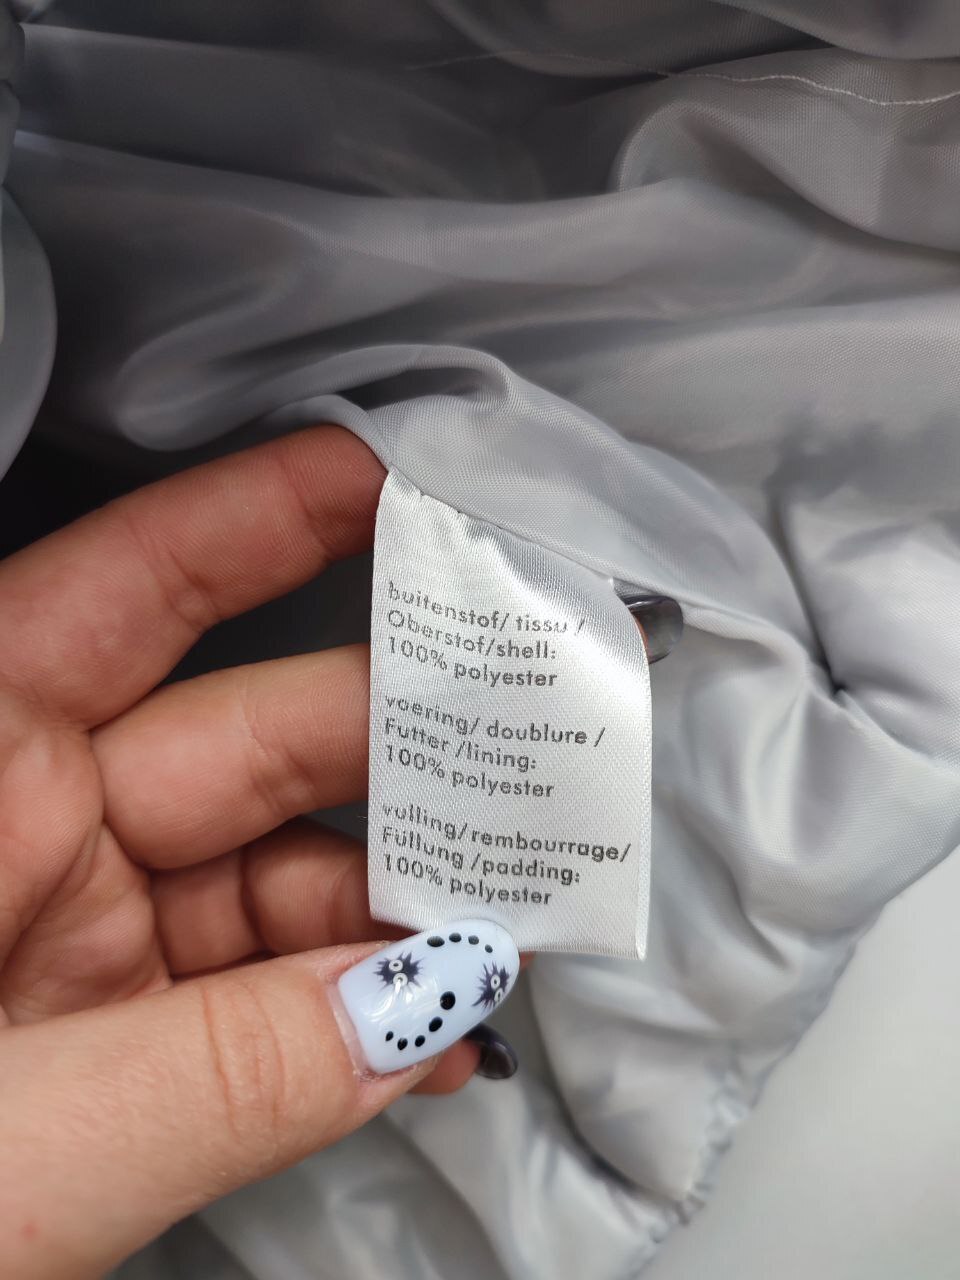 buitenstof/ tissu /
Oberstof/shell:
100% polyester
voering/ doublure /
Futter /lining:
100% polyester
vulling/rembourrage/
Füllung /padding:
100% polyester